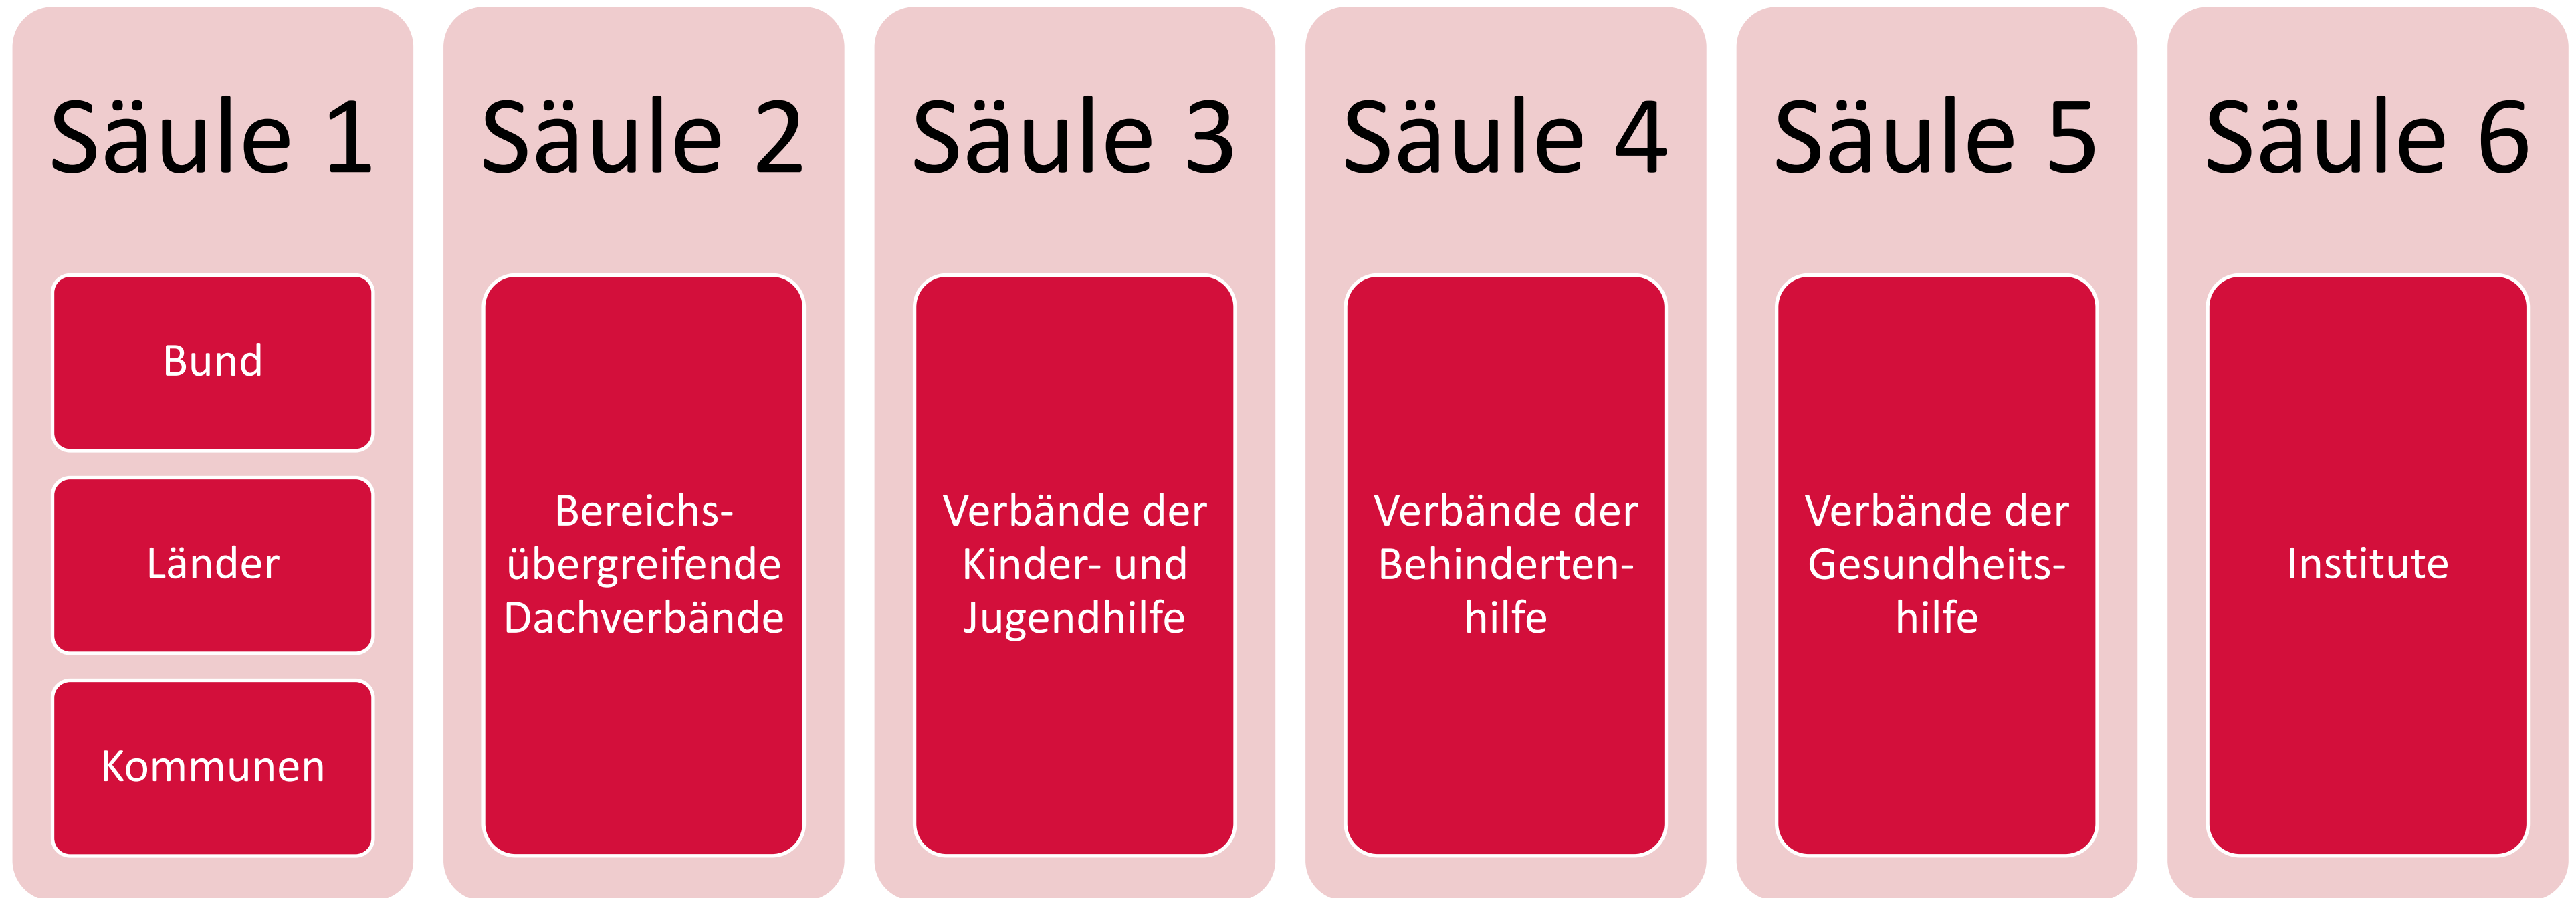 Säule 1
Bund
Länder
Kommunen
Säule 2
Bereichs-
übergreifende
Dachverbände
Säule 3
Verbände der
Kinder- und
Jugendhilfe
Säule 4
Verbände der
Behinderten-
hilfe
Säule 5
Verbände der
Gesundheits-
hilfe
Säule 6
Institute